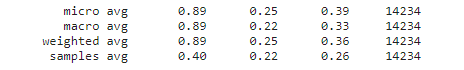 micro avg 0.89 0.25 0.39 14234
macro avg 0.89 0.22 0.33 14234
weighted avg 0.89 0.25 0.36 14234
samples avg 0.40 0.22 0.26 14234